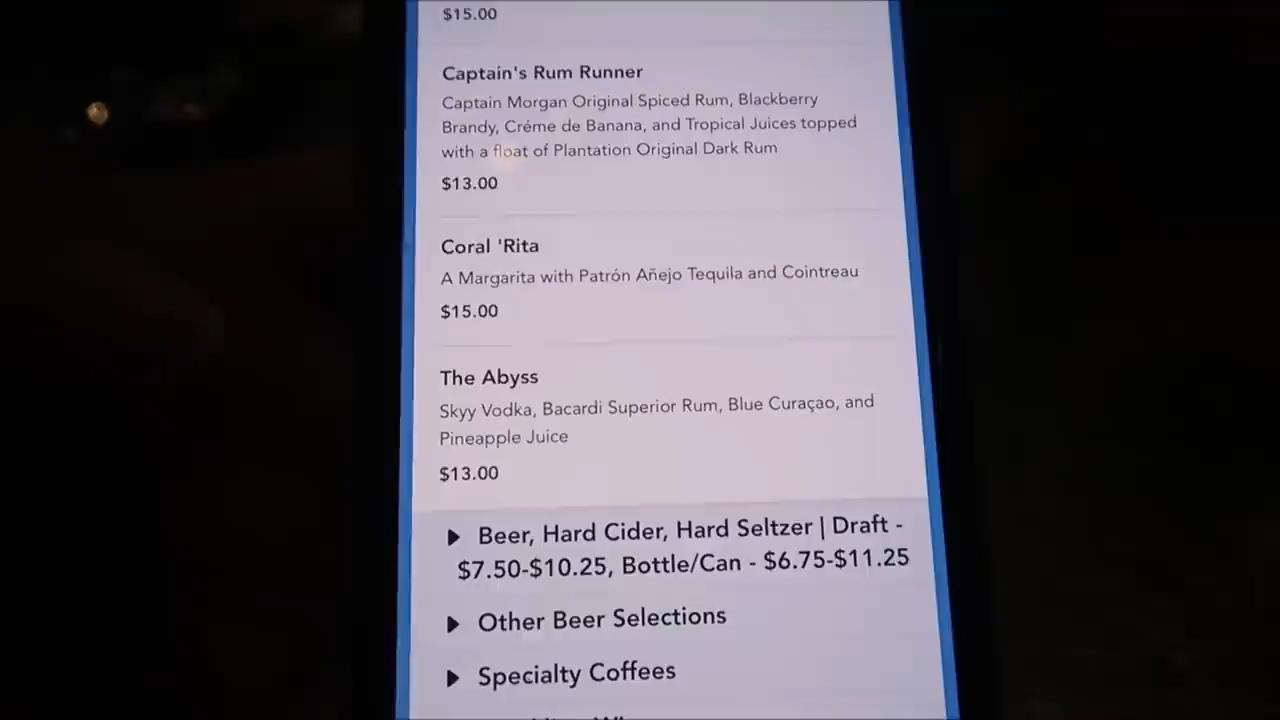 $15.00
Captain's Rum Runner
Captain Morgan Original Spiced Rum, Blackberry
Brandy, Créme de Banana, and Tropical Juices topped
with a float of Plantation Original Dark Rum
$13.00
Coral 'Rita
A Margarita with Patrón Añejo Tequila and Cointreau
$15.00
The Abyss
Skyy Vodka, Bacardi Superior Rum, Blue Curaçao, and
Pineapple Juice
$13.00
Beer, Hard Cider, Hard Seltzer | Draft -
$7.50-$10.25, Bottle/Can - $6.75-$11.25
Other Beer Selections
Specialty Coffees